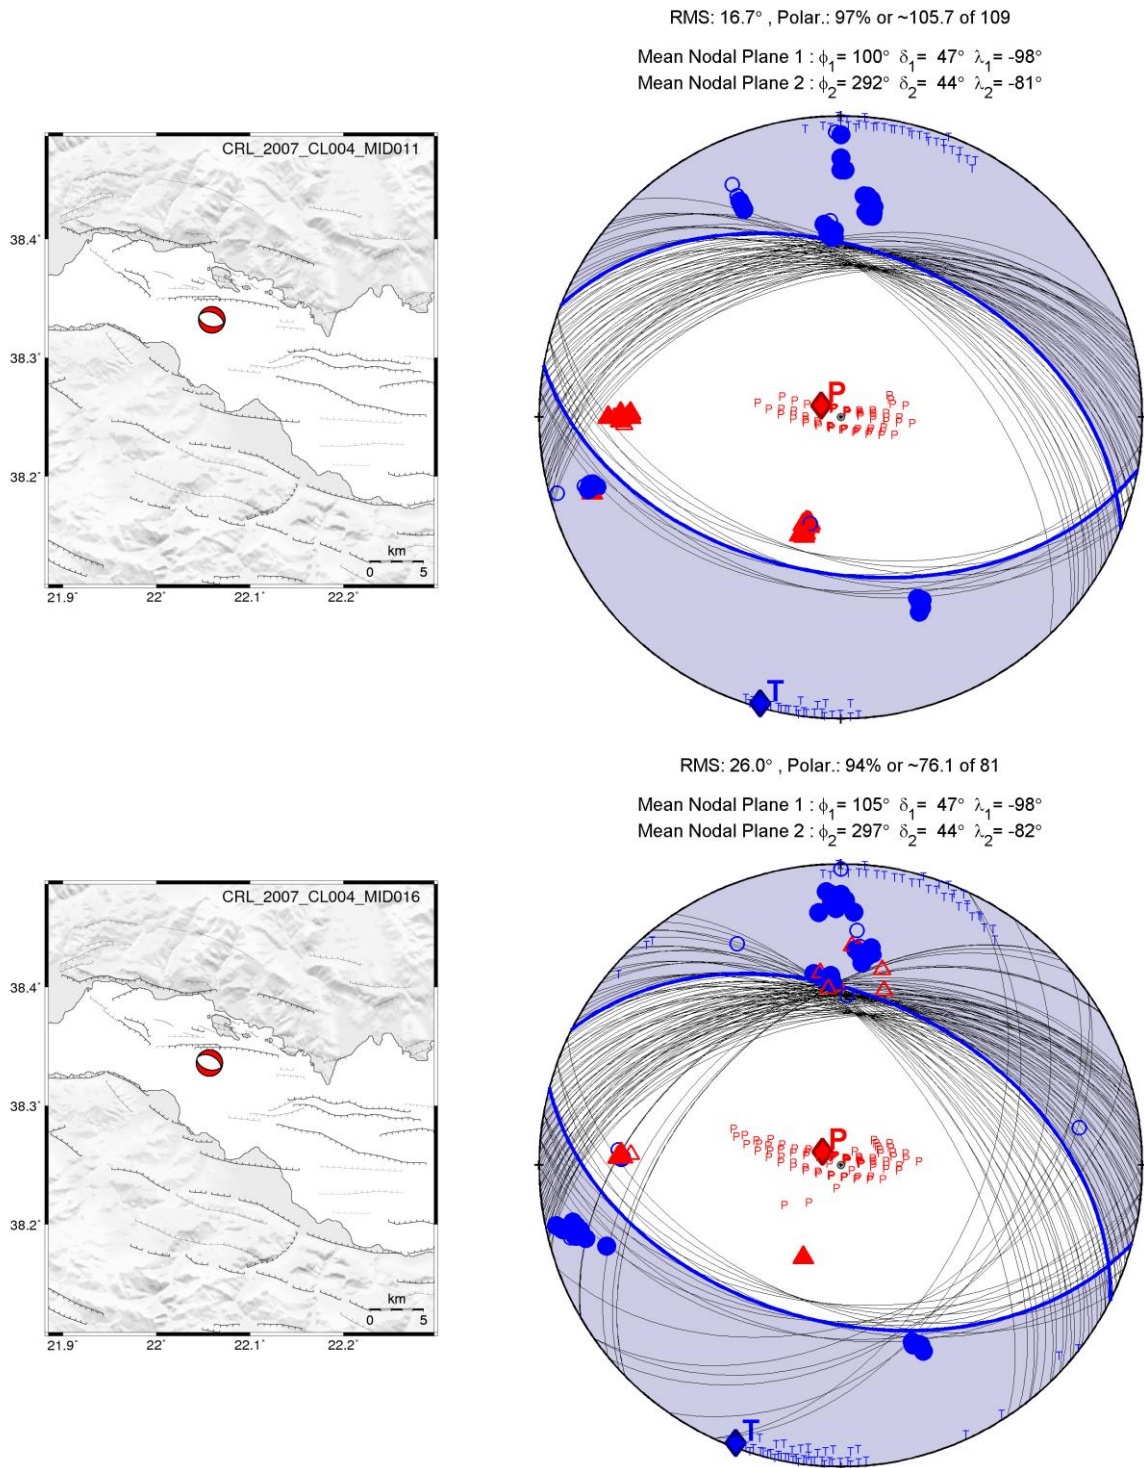 RMS: 16.7° , Polar.: 97% or ~105.7 of 109
Mean Nodal Plane 1 : ϕ1= 100° δ1= 47° λ1= -98°
Mean Nodal Plane 2 : ϕ2= 292° δ2= 44° λ2= -81°
CRL_2007_CL004_MID011
38.4°
38.3°
38.2°
km
0 5
21.9° 22° 22.1° 22.2°
P
T
RMS: 26.0° , Polar.: 94% or ~76.1 of 81
Mean Nodal Plane 1 : ϕ1= 105° δ1= 47° λ1= -98°
Mean Nodal Plane 2 : ϕ2= 297° δ2= 44° λ2= -82°
CRL_2007_CL004_MID016
38.4°
38.3°
38.2°
km
0 5
21.9° 22° 22.1° 22.2°
P
T